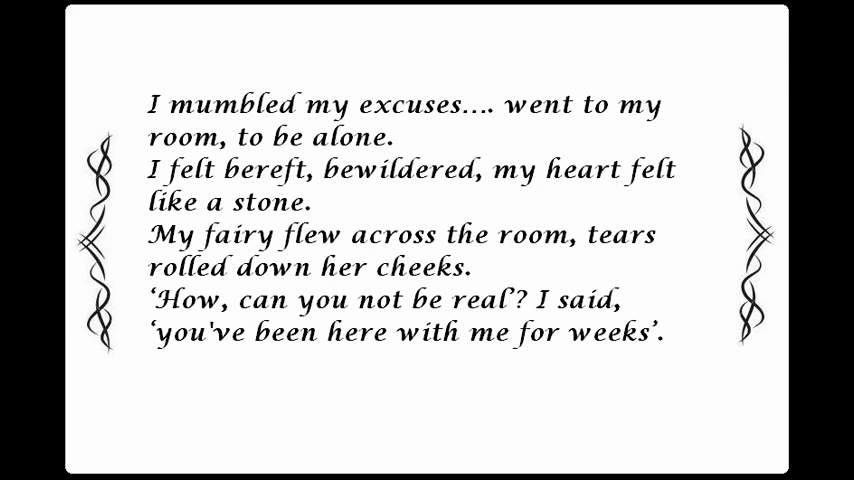 I mumbled my excuses…. went to my
room, to be alone.
I felt bereft, bewildered, my heart felt
like a stone.
My fairy flew across the room, tears
rolled down her cheeks.
‘How, can you not be real’? I said,
‘you've been here with me for weeks’.